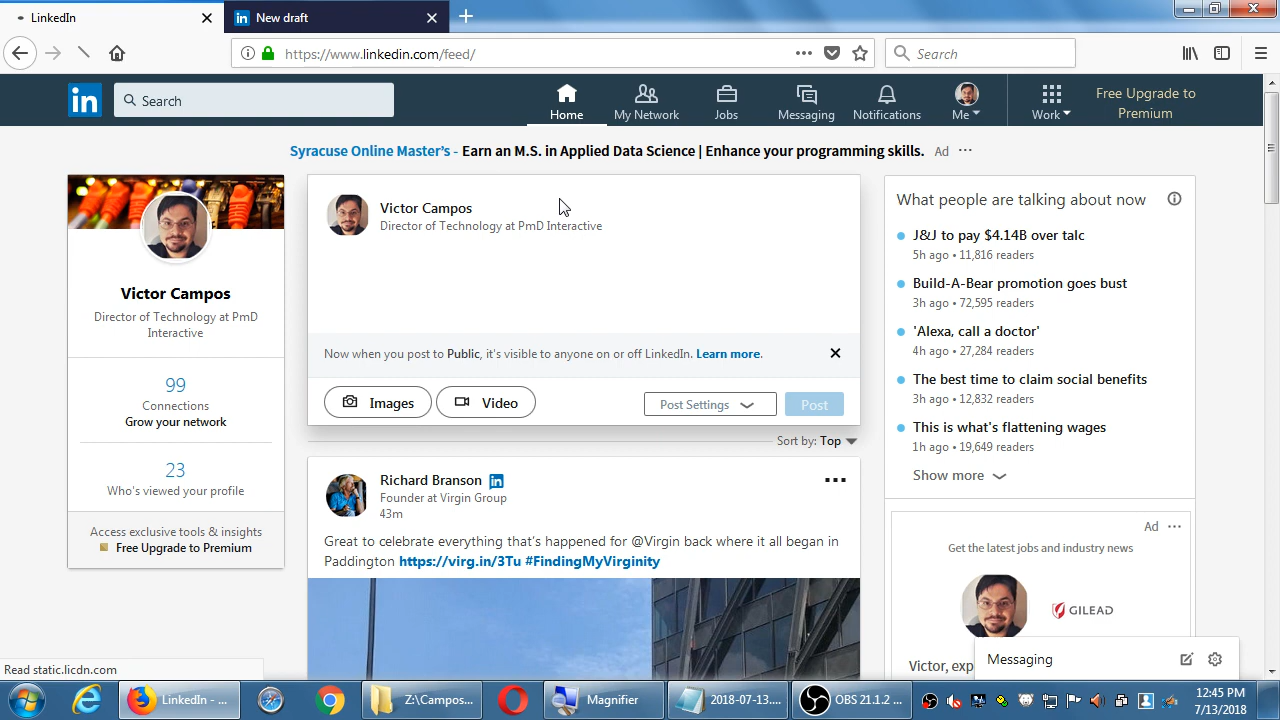 LinkedIn
New draft
https://www.linkedin.com/feed/
Search
in
Search
Home
My Network
Jobs
Messaging
Notifications
Me
Work
Free Upgrade to
Premium
Syracuse Online Master's - Earn an M.S. in Applied Data Science | Enhance your programming skills. Ad
Victor Campos
Director of Technology at PmD
Interactive
99
Connections
Grow your network
23
Who's viewed your profile
Access exclusive tools & insights
Free Upgrade to Premium
Victor Campos
Director of Technology at PmD Interactive
Now when you post to Public, it's visible to anyone on or off LinkedIn. Learn more.
Images
Video
Post Settings
Post
Sort by: Top
Richard Branson in
Founder at Virgin Group
43m
Great to celebrate everything that's happened for @Virgin back where it all began in
Paddington https://virg.in/3Tu #FindingMyVirginity
What people are talking about now
J&J to pay $4.14B over talc
5h ago • 11,816 readers
Build-A-Bear promotion goes bust
3h ago • 72,595 readers
'Alexa, call a doctor'
4h ago • 27,284 readers
The best time to claim social benefits
3h ago • 12,832 readers
This is what's flattening wages
1h ago • 19,649 readers
Show more
Ad
Get the latest jobs and industry news
GILEAD
Victor, exp
Messaging
Read static.licdn.com
LinkedIn - ...
Z:\Campos...
Magnifier
2018-07-13....
OBS 21.1.2 ...
12:45 PM
7/13/2018